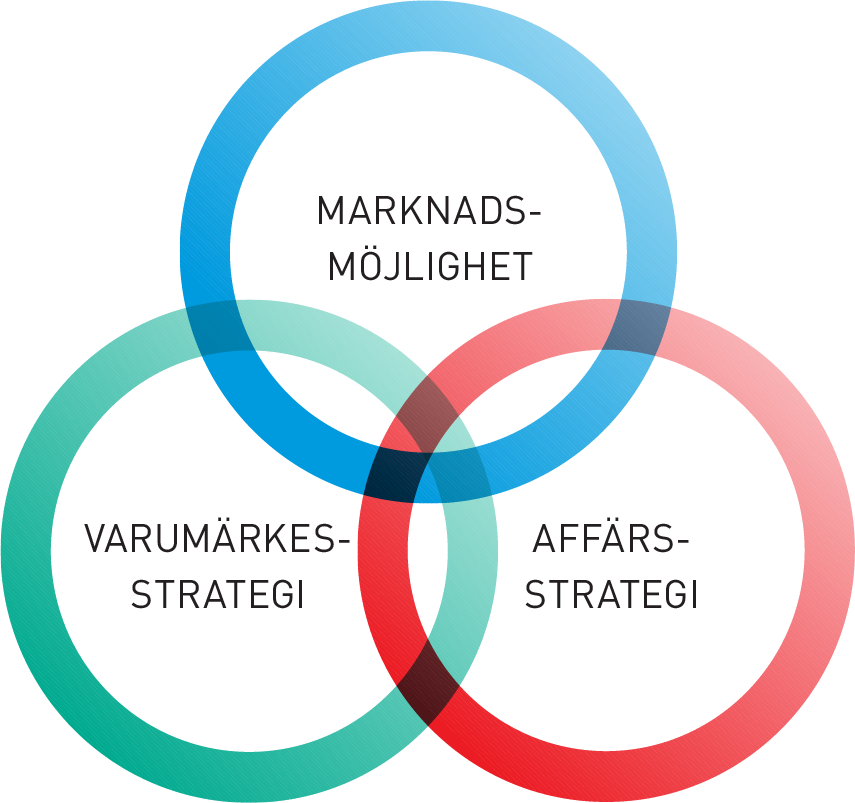 MARKNADS-
MÖJLIGHET
VARUMÄRKES-
STRATEGI
AFFÄRS-
STRATEGI